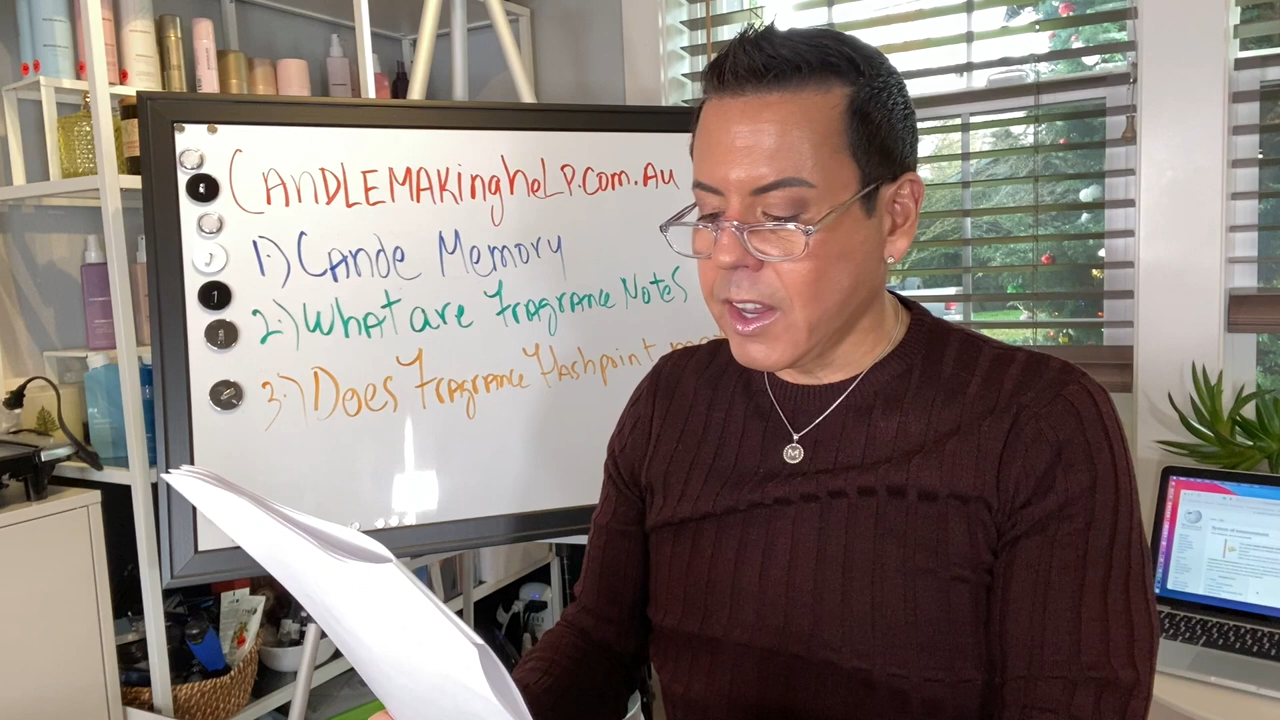 CANDLEMAKingheLP.Com.Au
1.) Cande Memory
2.) What are Fragrance Notes
3.) Does Fragrance Flashpoint
M